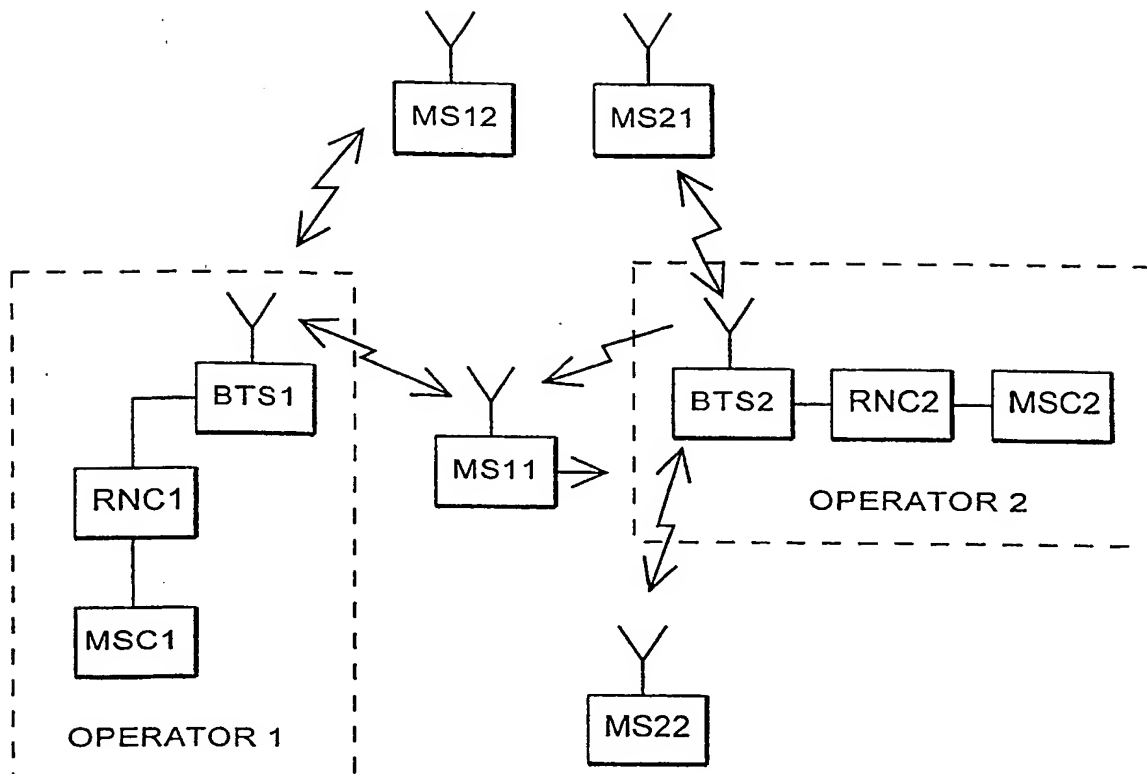 MS12
MS21
BTS1
BTS2
RNC2
MSC2
MS11
RNC1
OPERATOR 2
MSC1
MS22
OPERATOR 1